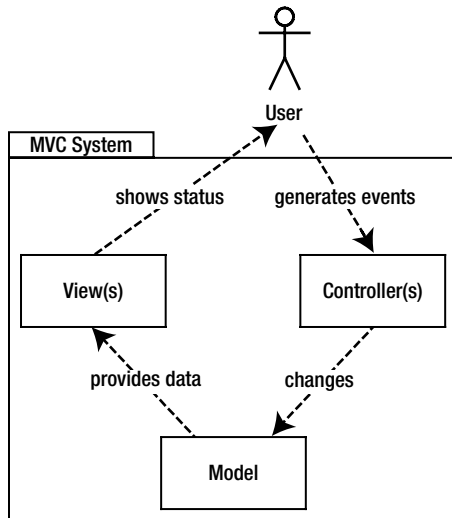 User
MVC System
shows status
generates events
View(s)
Controller(s)
provides data
changes
Model